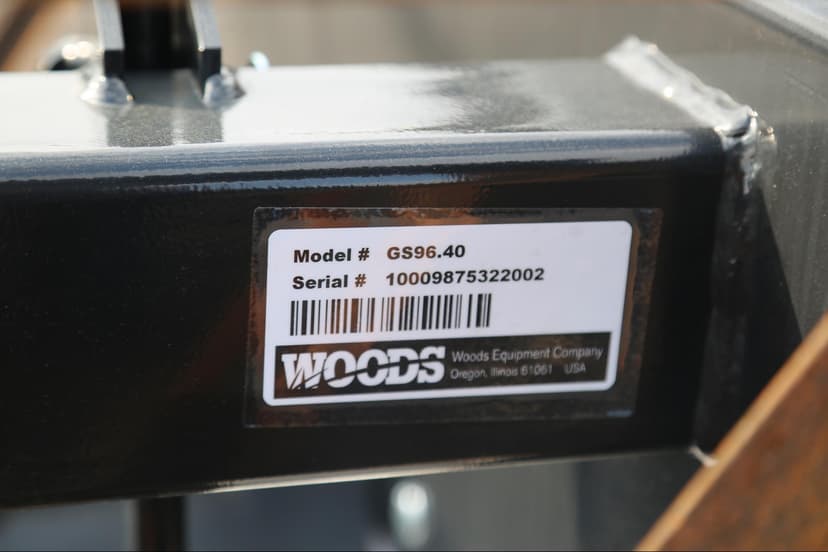 Model # GS96.40
Serial # 10009875322002
WOODS
Woods Equipment Company
Oregon, Illinois 61061 USA